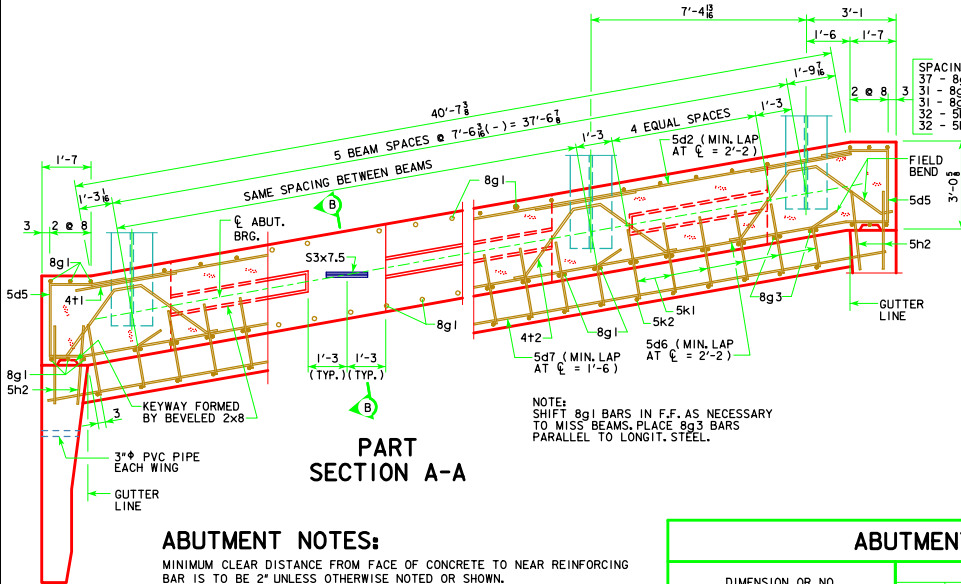 7'-4 13/16
3'-1
1'-6
1'-7
1'-9 7/16
2 @ 8
3
SPACIN
37 - 8g
31 - 8g
31 - 8g
32 - 5h
32 - 5h
40'-7 3/8
5 BEAM SPACES @ 7'-6 3/16(-) = 37'-6 7/8
1'-3
4 EQUAL SPACES
1'-3
SAME SPACING BETWEEN BEAMS
5d2 (MIN. LAP
AT ℄ = 2'-2)
FIELD
BEND
3'-0 5/8
5d5
5h2
1'-7
1'-3 1/16
3
2 @ 8
8g1
B
℄ ABUT.
BRG.
8g1
S3x7.5
5d5
4t1
8g3
GUTTER
LINE
8g1
5k1
5k2
8g1
4t2
5d6 (MIN. LAP
AT ℄ = 2'-2)
5d7 (MIN. LAP
AT ℄ = 1'-6)
1'-3
1'-3
(TYP.)
(TYP.)
8g1
5h2
3
B
KEYWAY FORMED
BY BEVELED 2x8
NOTE:
SHIFT 8g1 BARS IN F.F. AS NECESSARY
TO MISS BEAMS. PLACE 8g3 BARS
PARALLEL TO LONGIT. STEEL.
PART
SECTION A-A
3"ϕ PVC PIPE
EACH WING
GUTTER
LINE
ABUTMENT NOTES:
MINIMUM CLEAR DISTANCE FROM FACE OF CONCRETE TO NEAR REINFORCING
BAR IS TO BE 2" UNLESS OTHERWISE NOTED OR SHOWN.
ABUTMENT
DIMENSION OR NO.